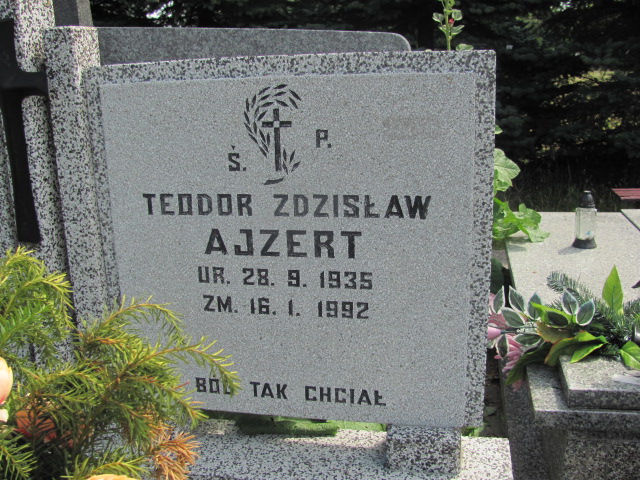 Ś. P.
TEODOR ZDZISŁAW
AJZERT
UR. 28. 9. 1935
ZM. 16. 1. 1992
BÓG TAK CHCIAŁ